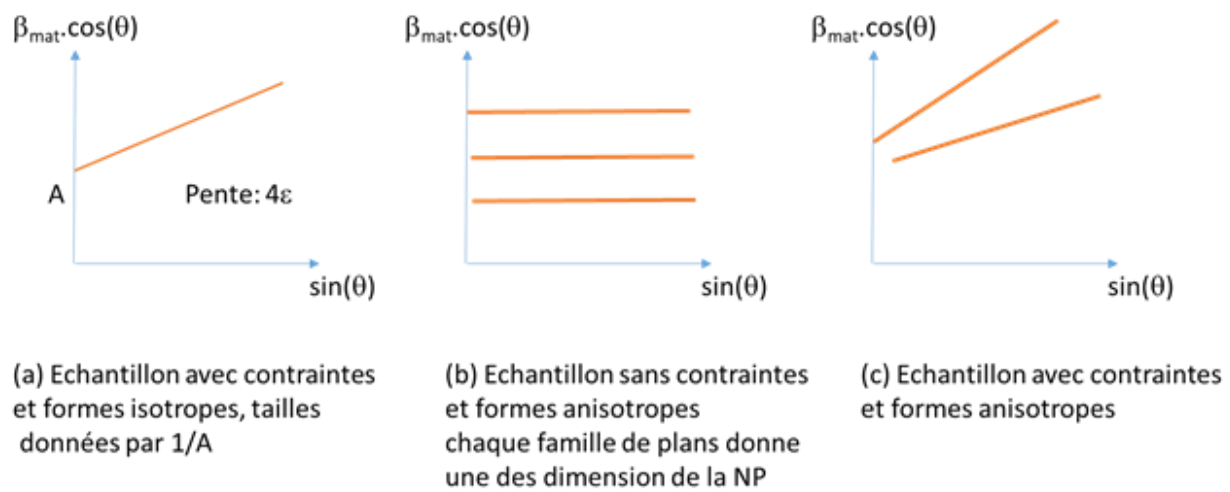 βmat.cos(θ)
A
Pente: 4ε
sin(θ)
(a) Echantillon avec contraintes
et formes isotropes, tailles
données par 1/A
βmat.cos(θ)
sin(θ)
(b) Echantillon sans contraintes
et formes anisotropes
chaque famille de plans donne
une des dimension de la NP
βmat.cos(θ)
sin(θ)
(c) Echantillon avec contraintes
et formes anisotropes